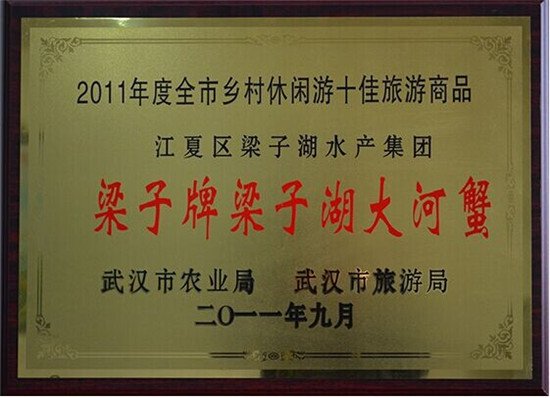 2011年度全市乡村休闲游十佳旅游商品
江夏区梁子湖水产集团
梁子牌梁子湖大河蟹
武汉市农业局 武汉市旅游局
二〇一一年九月